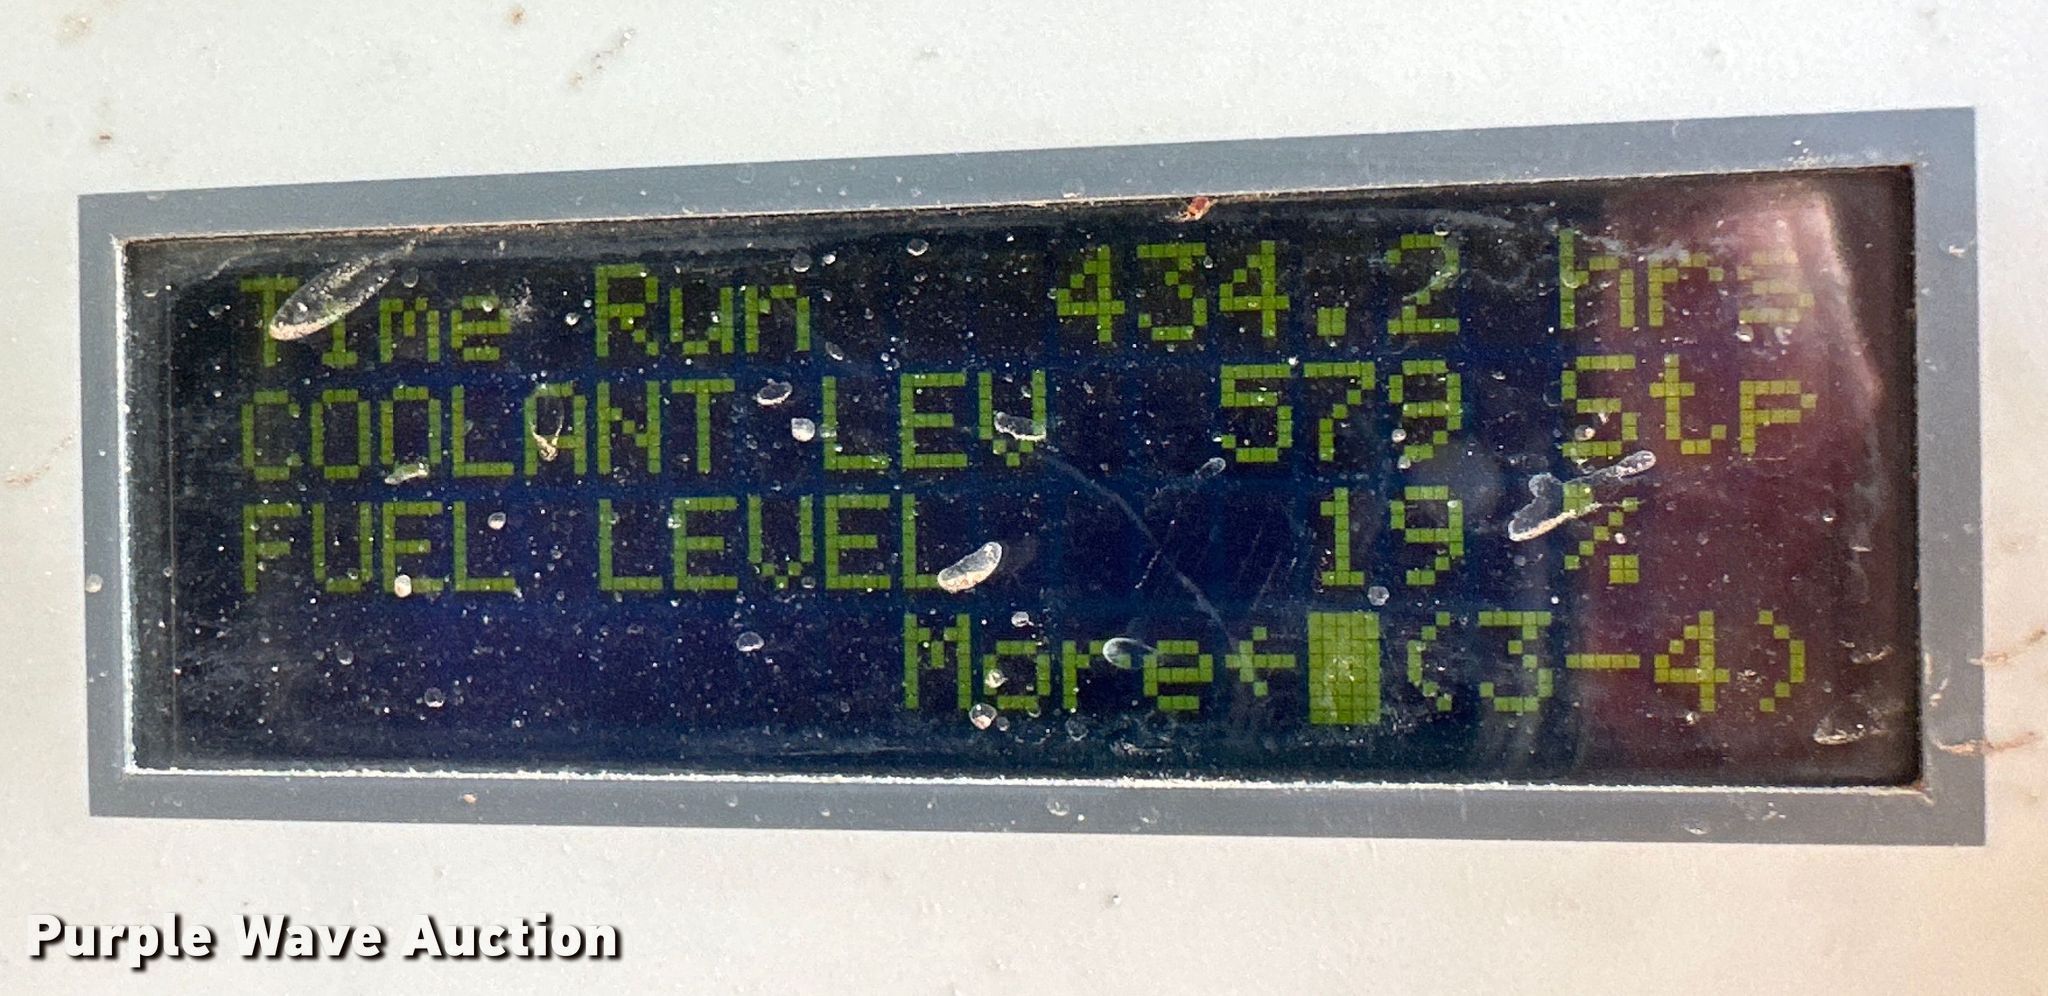 Time Run 434.2 hrs
COOLANT LEV 579 Stp
FUEL LEVEL 19 %
More←█(3-4)
Purple Wave Auction